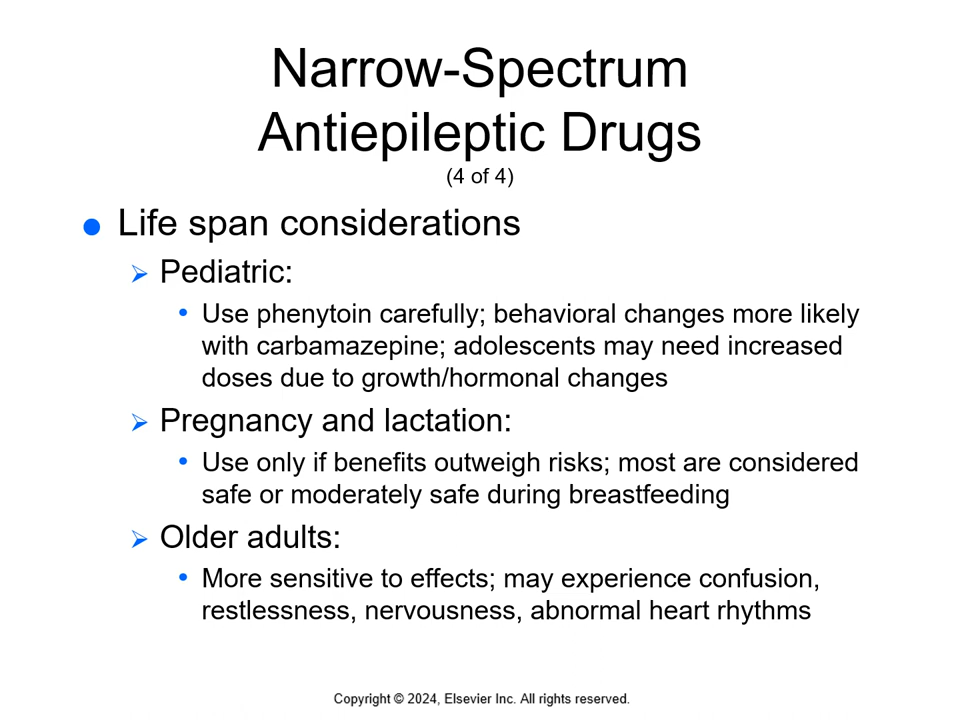 Narrow-Spectrum
Antiepileptic Drugs
(4 of 4)
Life span considerations
Pediatric:
Use phenytoin carefully; behavioral changes more likely
with carbamazepine; adolescents may need increased
doses due to growth/hormonal changes
Pregnancy and lactation:
Use only if benefits outweigh risks; most are considered
safe or moderately safe during breastfeeding
Older adults:
More sensitive to effects; may experience confusion,
restlessness, nervousness, abnormal heart rhythms
Copyright © 2024, Elsevier Inc. All rights reserved.